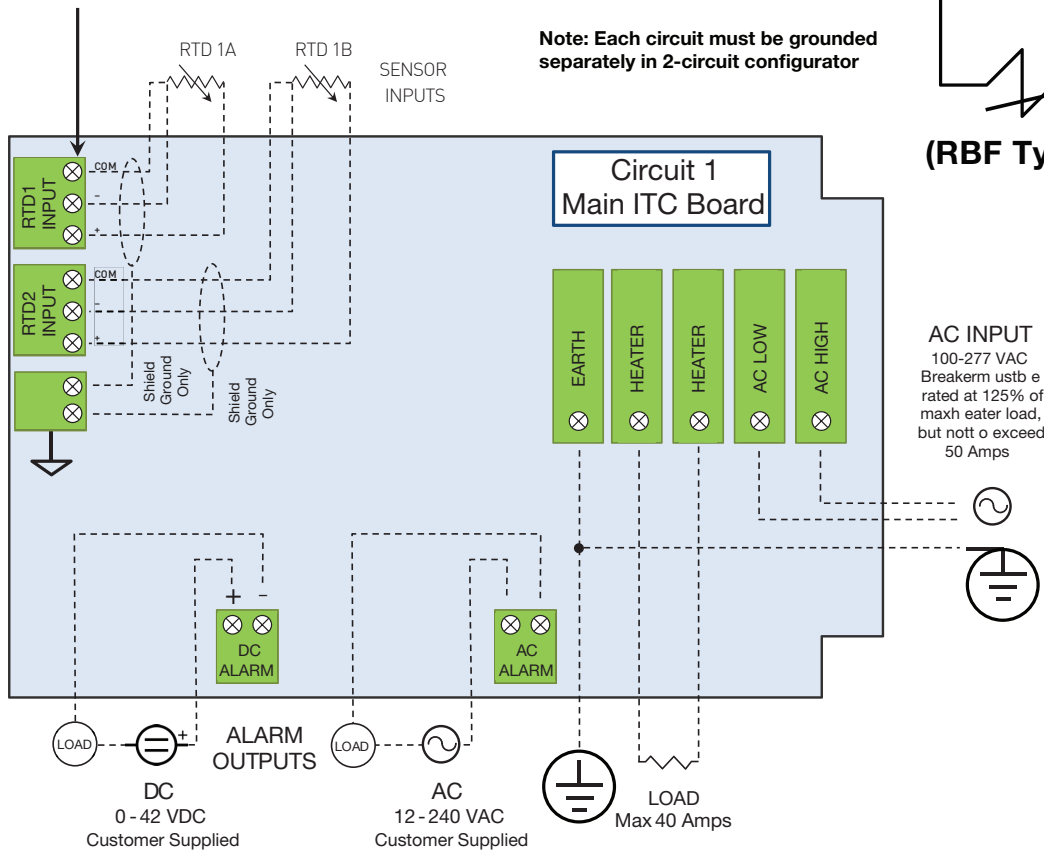 Note: Each circuit must be grounded
separately in 2-circuit configurator
RTD 1A
RTD 1B
SENSOR
INPUTS
(RBF Ty
Circuit 1
Main ITC Board
RTD1
INPUT
COM
-
+
RTD2
INPUT
COM
-
+
Shield
Ground
Only
Shield
Ground
Only
EARTH
HEATER
HEATER
AC LOW
AC HIGH
AC INPUT
100-277 VAC
Breakerm ustb e
rated at 125% of
maxh eater load,
but nott o exceed
50 Amps
+ -
DC
ALARM
AC
ALARM
LOAD
+
ALARM
OUTPUTS
LOAD
DC
0 - 42 VDC
Customer Supplied
AC
12 - 240 VAC
Customer Supplied
LOAD
Max 40 Amps